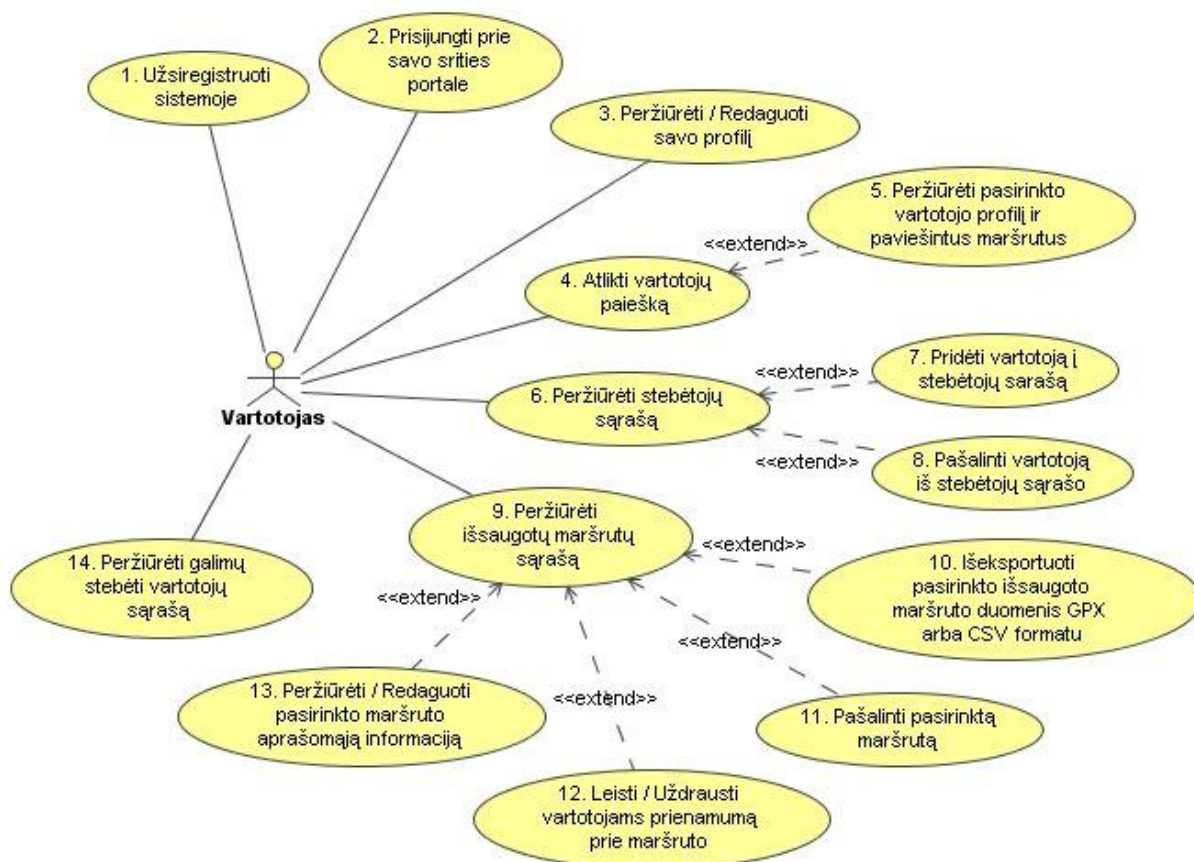 1. Užsiregistruoti
sistemoje
2. Prisijungti prie
savo srities
portale
3. Peržiūrėti / Redaguoti
savo profilį
5. Peržiūrėti pasirinkto
vartotojo profilį ir
paviešintus maršrutus
<<extend>>
4. Atlikti vartotojų
paiešką
7. Pridėti vartotoją į
stebėtojų sarašą
<<extend>>
6. Peržiūrėti stebėtojų
sąrašą
Vartotojas
<<extend>>
8. Pašalinti vartotoją
iš stebėtojų sąrašo
9. Peržiūrėti
išsaugotų maršrutų
sąrašą
<<extend>>
14. Peržiūrėti galimų
stebėti vartotojų
sąrašą
10. Išeksportuoti
pasirinkto išsaugoto
maršruto duomenis GPX
arba CSV formatu
<<extend>>
<<extend>>
13. Peržiūrėti / Redaguoti
pasirinkto maršruto
aprašomąją informaciją
<<extend>>
11. Pašalinti pasirinktą
maršrutą
12. Leisti / Uždrausti
vartotojams prienamumą
prie maršruto